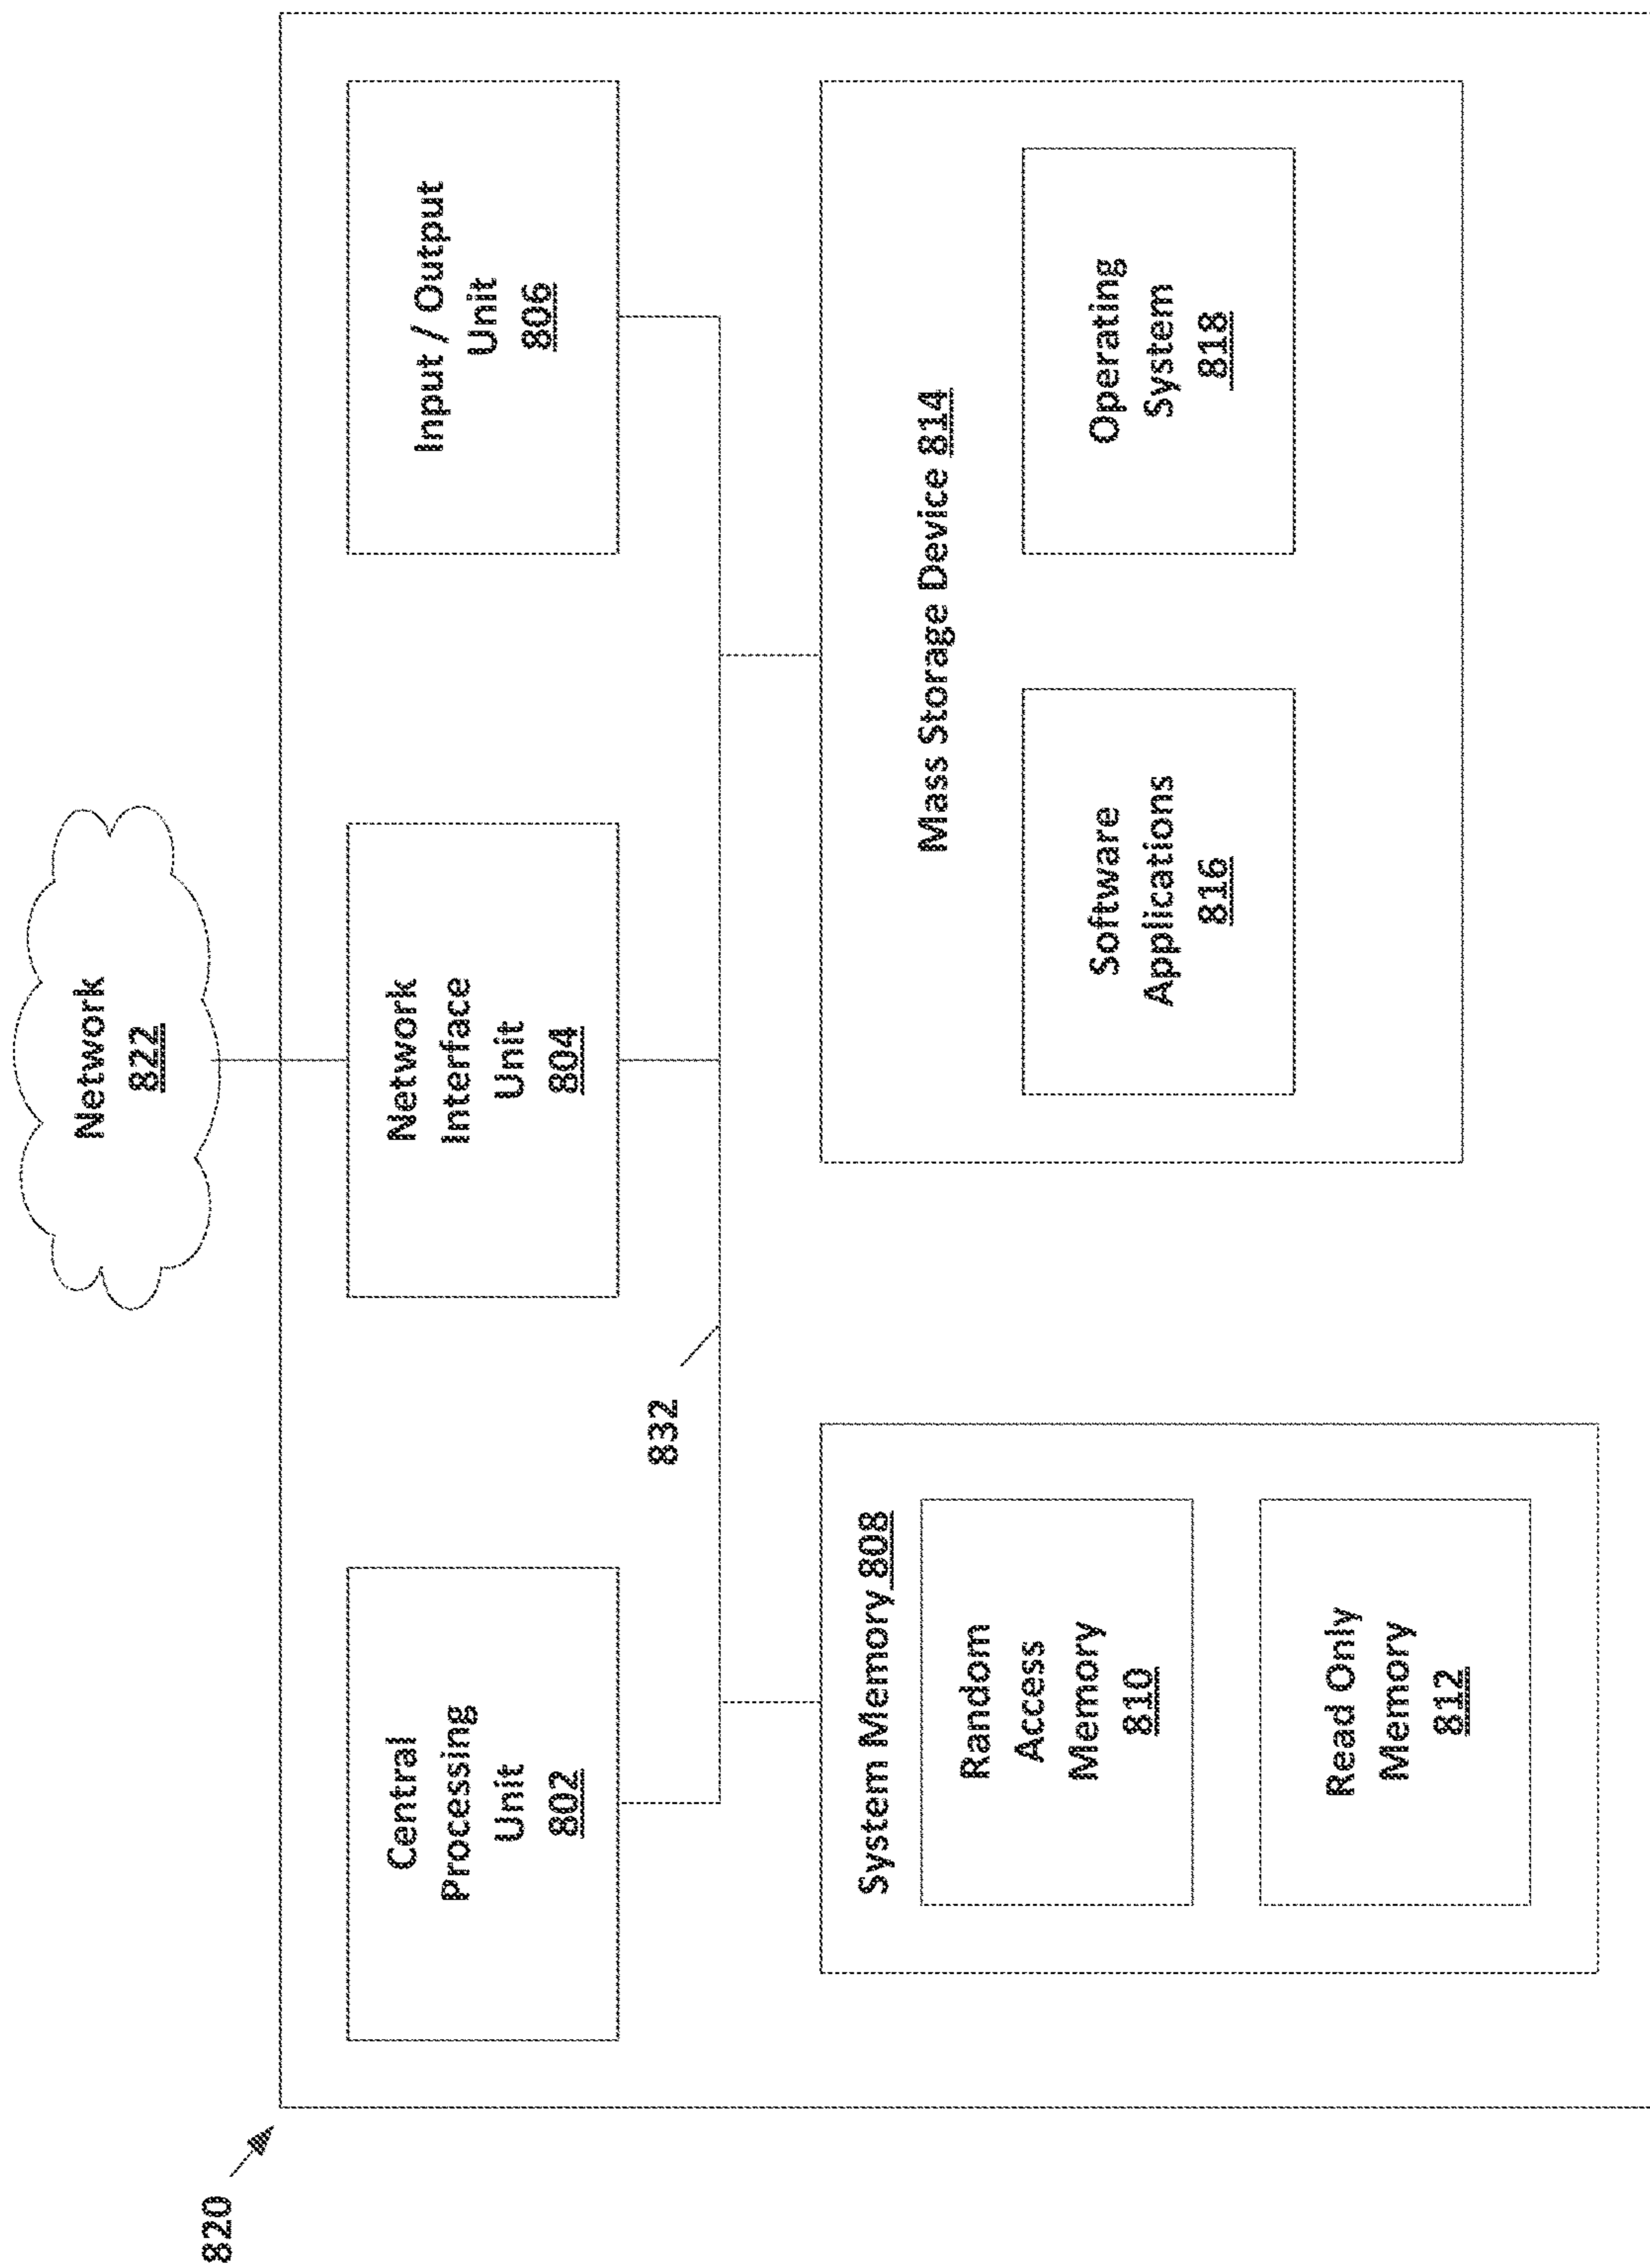 820
Network
822
Central
Processing
Unit
802
Network
Interface
Unit
804
Input / Output
Unit
806
832
System Memory 808
Random
Access
Memory
810
Read Only
Memory
812
Mass Storage Device 814
Software
Applications
816
Operating
System
818